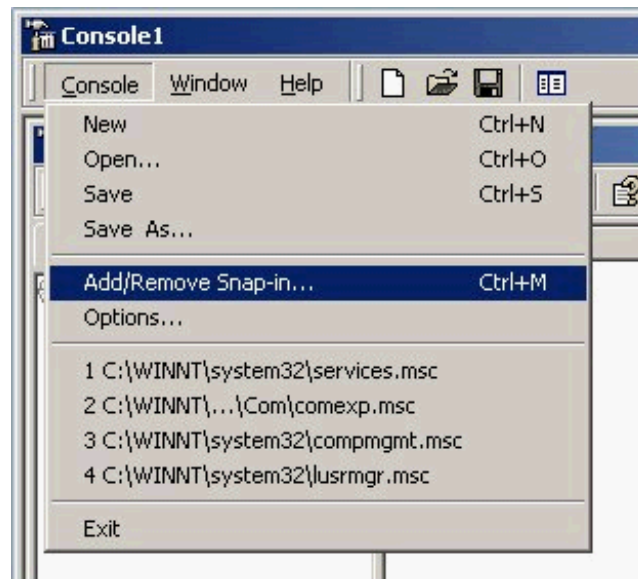 Console1
Console Window Help
New Ctrl+N
Open... Ctrl+O
Save Ctrl+S
Save As...
Add/Remove Snap-in... Ctrl+M
Options...
1 C:\WINNT\system32\services.msc
2 C:\WINNT\...\Com\comexp.msc
3 C:\WINNT\system32\compmgmt.msc
4 C:\WINNT\system32\lusrmgr.msc
Exit